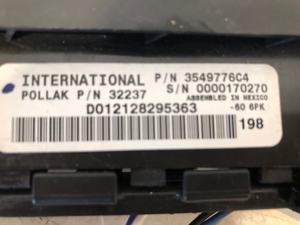 INTERNATIONAL P/N 3549776C4
POLLAK P/N 32237 S/N 0000170270
ASSEMBLED IN MEXICO
D012128295363 -60 6PK
198